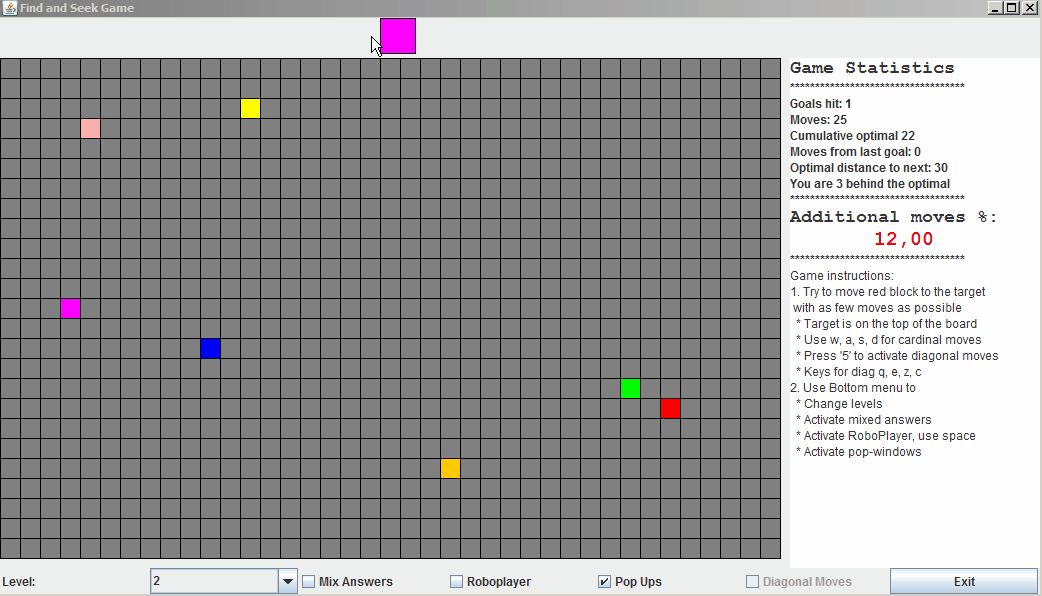 Find and Seek Game
Game Statistics
***********************************
Goals hit: 1
Moves: 25
Cumulative optimal 22
Moves from last goal: 0
Optimal distance to next: 30
You are 3 behind the optimal
***********************************
Additional moves %:
12,00
***********************************
Game instructions:
1. Try to move red block to the target
with as few moves as possible
* Target is on the top of the board
* Use w, a, s, d for cardinal moves
* Press '5' to activate diagonal moves
* Keys for diag q, e, z, c
2. Use Bottom menu to
* Change levels
* Activate mixed answers
* Activate RoboPlayer, use space
* Activate pop-windows
Level: 2 Mix Answers Roboplayer Pop Ups Diagonal Moves Exit